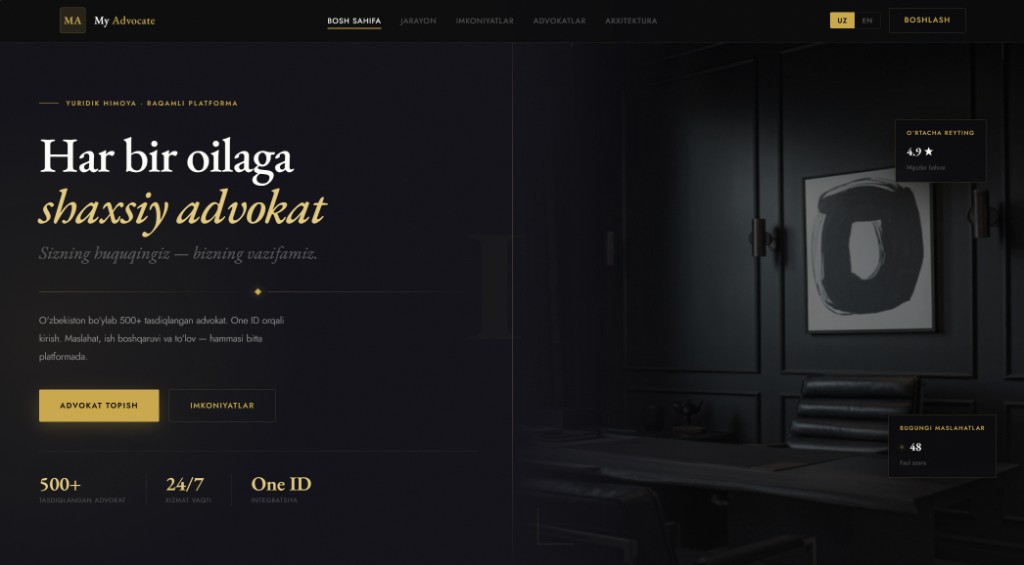 MA My Advocate
BOSH SAHIFA JARAYON IMKONIYATLAR ADVOKATLAR ARXITEKTURA
UZ EN
BOSHLASH
YURIDIK HIMOYA · RAQAMLI PLATFORMA
Har bir oilaga
shaxsiy advokat
Sizning huquqingiz — bizning vazifamiz.
O'zbekiston bo'ylab 500+ tasdiqlangan advokat. One ID orqali
kirish. Maslahat, ish boshqaruvi va to'lov — hammasi bitta
platformada.
ADVOKAT TOPISH
IMKONIYATLAR
500+
TASDIQLANGAN ADVOKAT
24/7
XIZMAT VAQTI
One ID
INTEGRATSIYA
O'RTACHA REYTING
4.9 ★
Mijozlar bahosi
BUGUNGI MASLAHATLAR
48